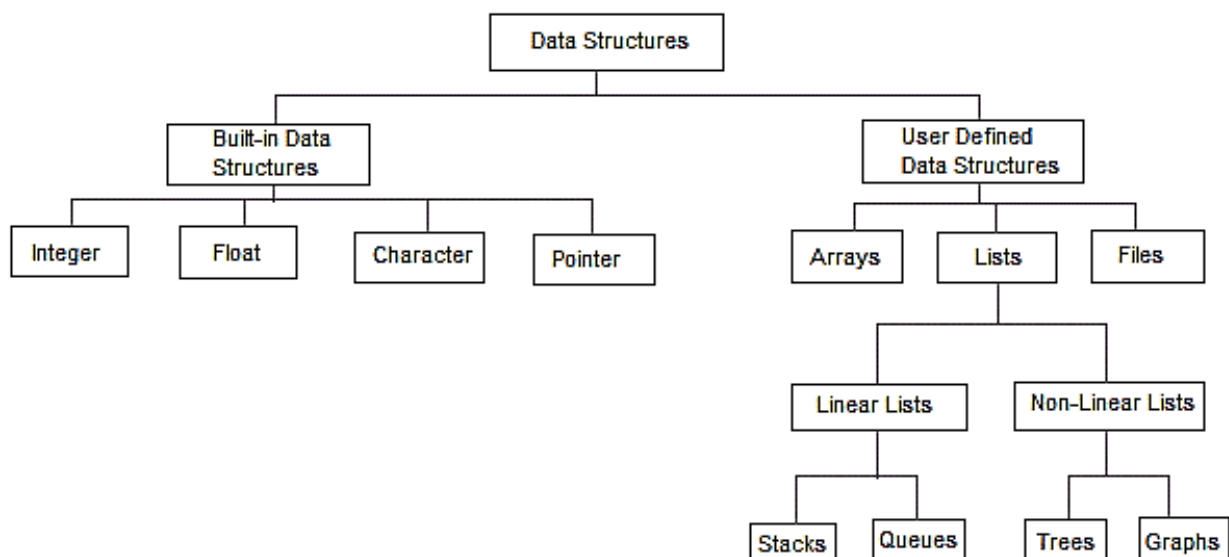 Data Structures
Built-in Data
Structures
User Defined
Data Structures
Integer
Float
Character
Pointer
Arrays
Lists
Files
Linear Lists
Non-Linear Lists
Stacks
Queues
Trees
Graphs